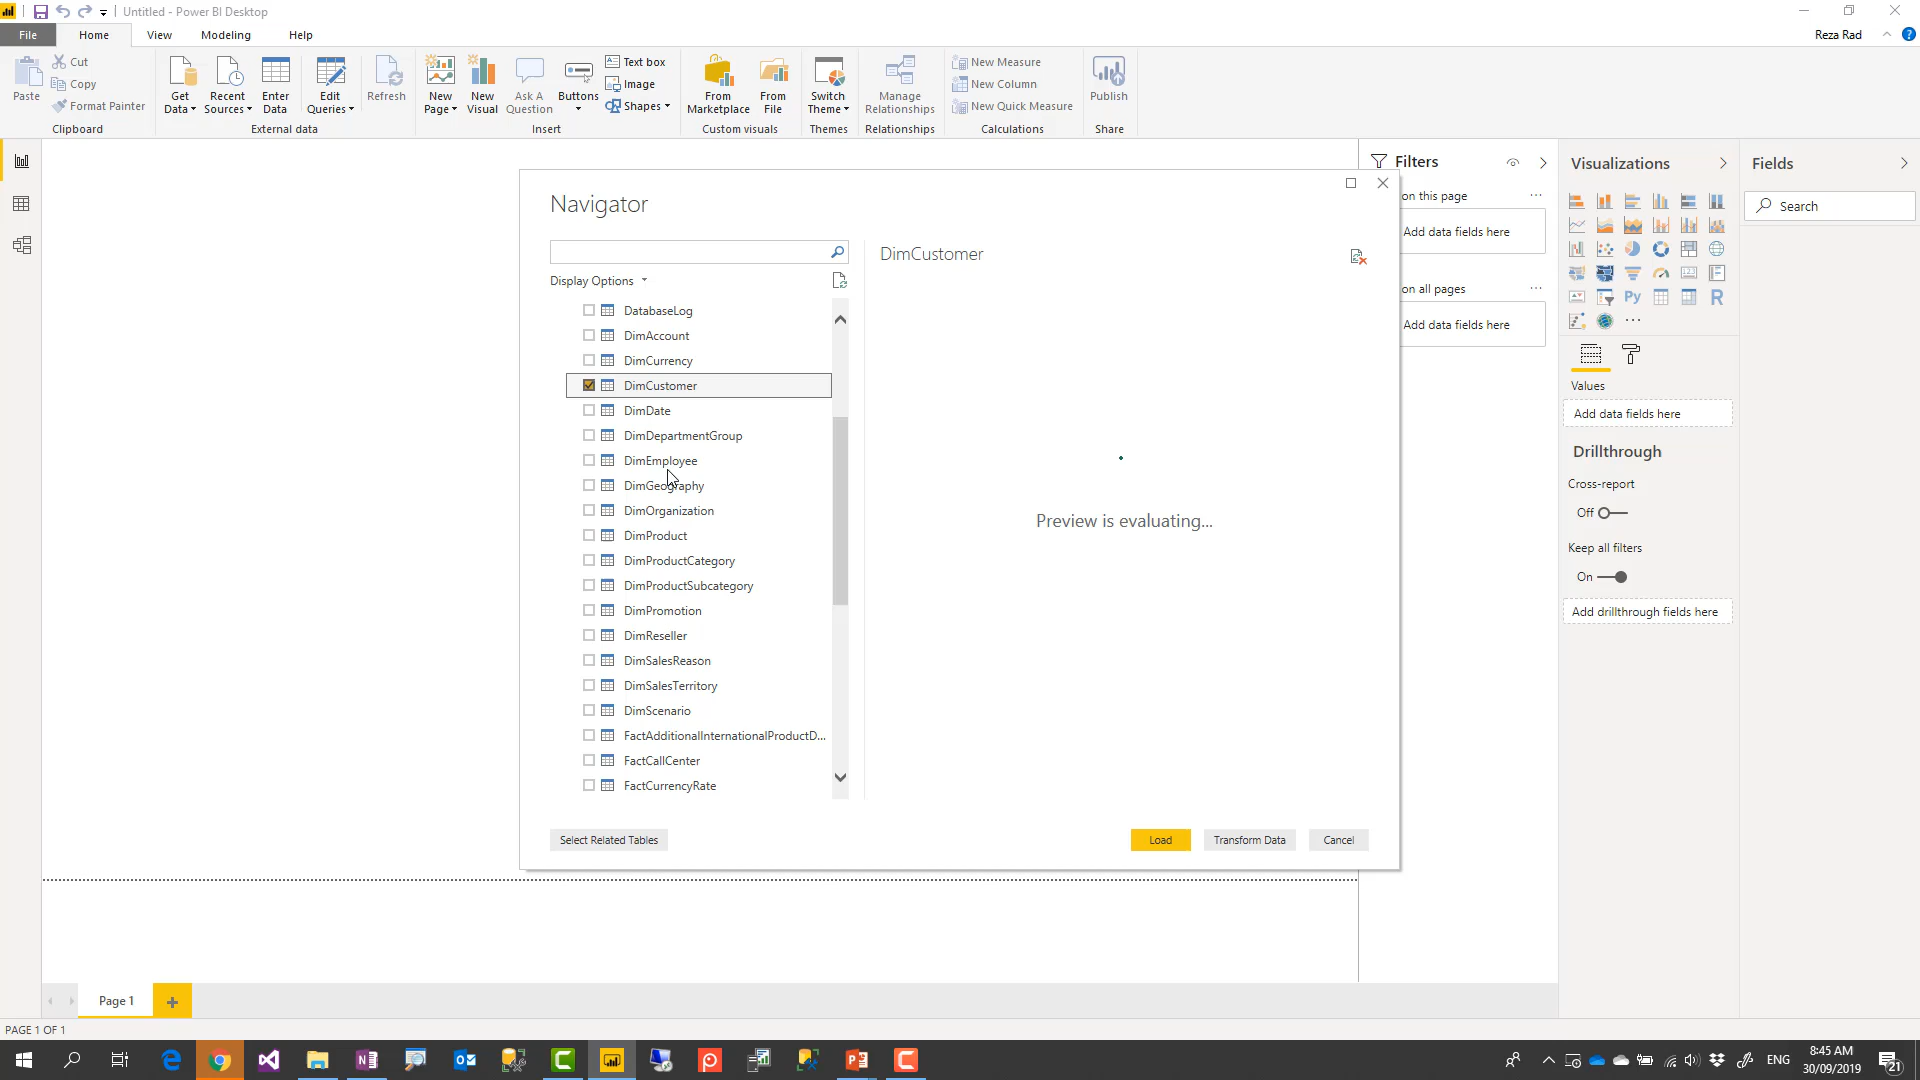 Untitled - Power BI Desktop
File
Home
View
Modeling
Help
Reza Rad
Paste
Cut
Copy
Format Painter
Clipboard
Get Data
Recent Sources
Enter Data
External data
Edit Queries
Refresh
New Page
New Visual
Ask A Question
Buttons
Text box
Image
Shapes
Insert
From Marketplace
From File
Custom visuals
Switch Theme
Themes
Manage Relationships
Relationships
New Measure
New Column
New Quick Measure
Calculations
Publish
Share
Navigator
Display Options
DatabaseLog
DimAccount
DimCurrency
DimCustomer
DimDate
DimDepartmentGroup
DimEmployee
DimGeography
DimOrganization
DimProduct
DimProductCategory
DimProductSubcategory
DimPromotion
DimReseller
DimSalesReason
DimSalesTerritory
DimScenario
FactAdditionalInternationalProductD...
FactCallCenter
FactCurrencyRate
DimCustomer
Preview is evaluating...
Select Related Tables
Load
Transform Data
Cancel
Filters
on this page
...
Add data fields here
on all pages
...
Add data fields here
Visualizations
Values
Add data fields here
Drillthrough
Cross-report
Off
Keep all filters
On
Add drillthrough fields here
Fields
Search
Page 1
PAGE 1 OF 1
ENG
8:45 AM
30/09/2019
21